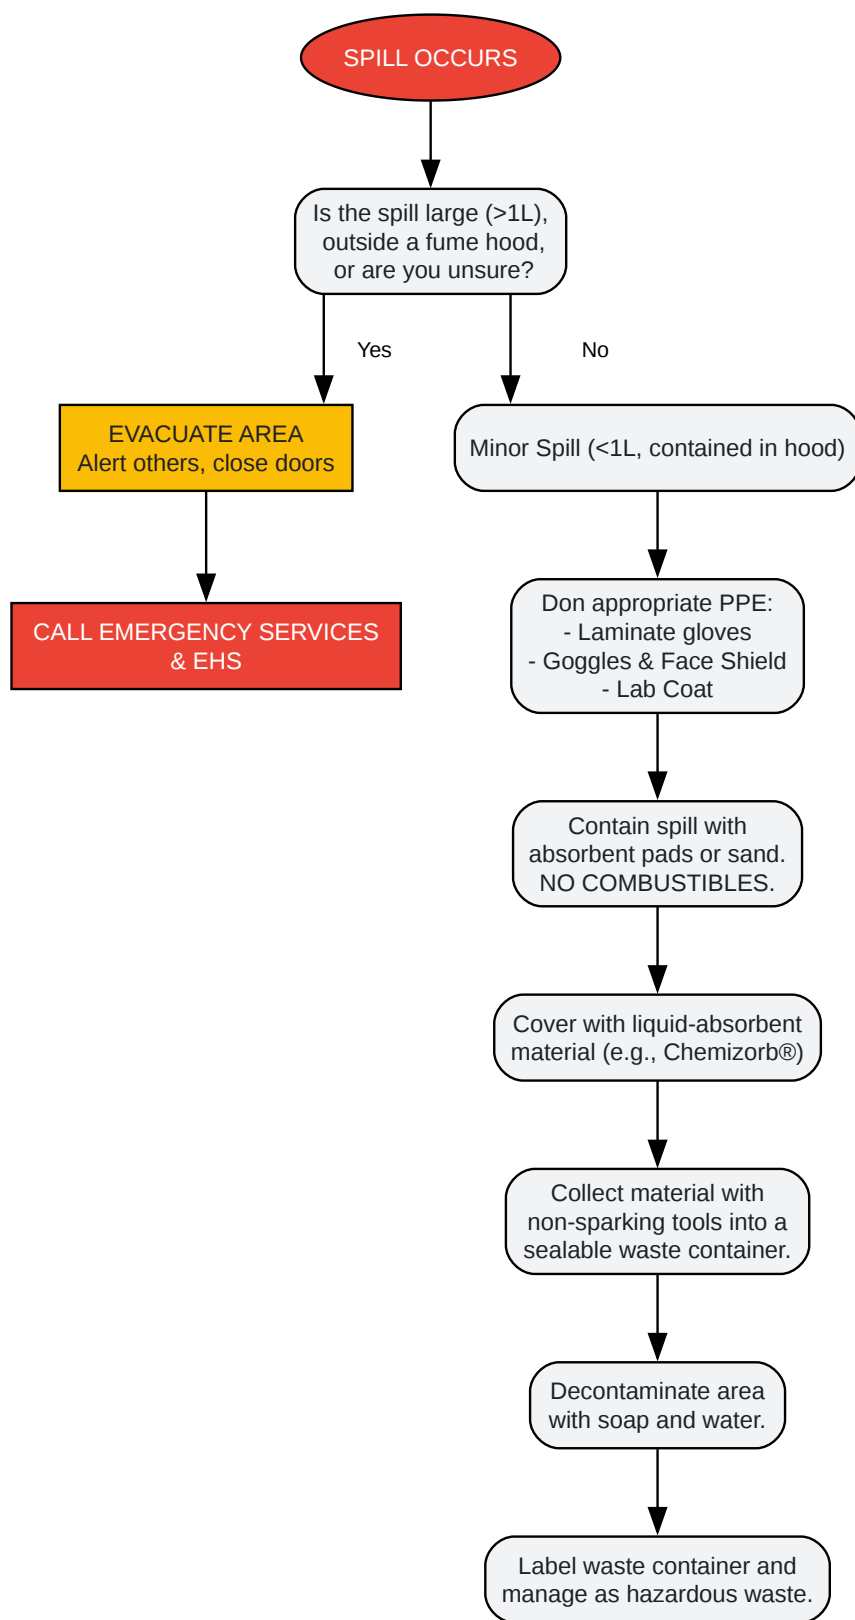 SPILL OCCURS
Is the spill large (>1L),
outside a fume hood,
or are you unsure?
Yes
No
EVACUATE AREA
Alert others, close doors
Minor Spill (<1L, contained in hood)
CALL EMERGENCY SERVICES
& EHS
Don appropriate PPE:
- Laminate gloves
- Goggles & Face Shield
- Lab Coat
Contain spill with
absorbent pads or sand.
NO COMBUSTIBLES.
Cover with liquid-absorbent
material (e.g., Chemizorb®)
Collect material with
non-sparking tools into a
sealable waste container.
Decontaminate area
with soap and water.
Label waste container and
manage as hazardous waste.